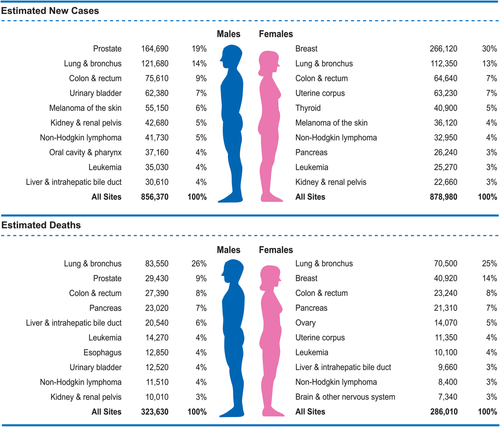 Estimated New Cases
Males Females
Prostate 164,690 19% Breast 266,120 30%
Lung & bronchus 121,680 14% Lung & bronchus 112,350 13%
Colon & rectum 75,610 9% Colon & rectum 64,640 7%
Urinary bladder 62,380 7% Uterine corpus 63,230 7%
Melanoma of the skin 55,150 6% Thyroid 40,900 5%
Kidney & renal pelvis 42,680 5% Melanoma of the skin 36,120 4%
Non-Hodgkin lymphoma 41,730 5% Non-Hodgkin lymphoma 32,950 4%
Oral cavity & pharynx 37,160 4% Pancreas 26,240 3%
Leukemia 35,030 4% Leukemia 25,270 3%
Liver & intrahepatic bile duct 30,610 4% Kidney & renal pelvis 22,660 3%
All Sites 856,370 100% All Sites 878,980 100%
Estimated Deaths
Males Females
Lung & bronchus 83,550 26% Lung & bronchus 70,500 25%
Prostate 29,430 9% Breast 40,920 14%
Colon & rectum 27,390 8% Colon & rectum 23,240 8%
Pancreas 23,020 7% Pancreas 21,310 7%
Liver & intrahepatic bile duct 20,540 6% Ovary 14,070 5%
Leukemia 14,270 4% Uterine corpus 11,350 4%
Esophagus 12,850 4% Leukemia 10,100 4%
Urinary bladder 12,520 4% Liver & intrahepatic bile duct 9,660 3%
Non-Hodgkin lymphoma 11,510 4% Non-Hodgkin lymphoma 8,400 3%
Kidney & renal pelvis 10,010 3% Brain & other nervous system 7,340 3%
All Sites 323,630 100% All Sites 286,010 100%